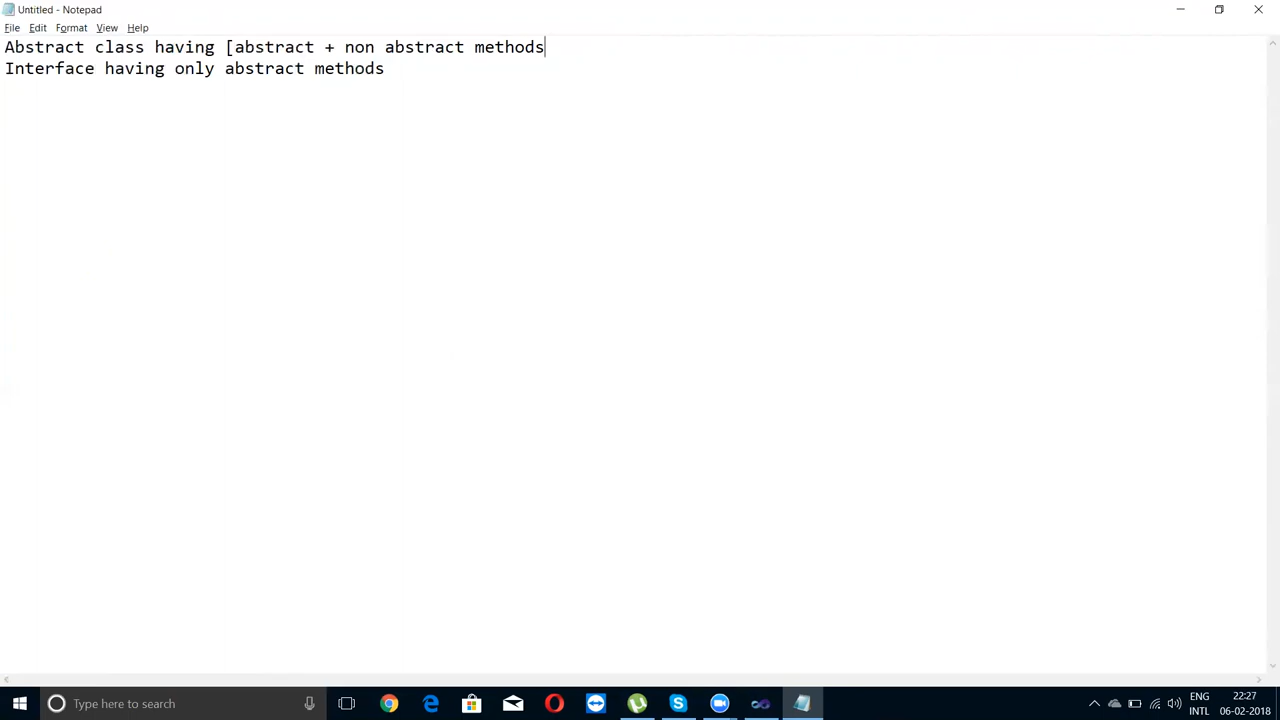 Untitled - Notepad
File Edit Format View Help
Abstract class having [abstract + non abstract methods
Interface having only abstract methods
Type here to search
ENG
INTL
22:27
06-02-2018